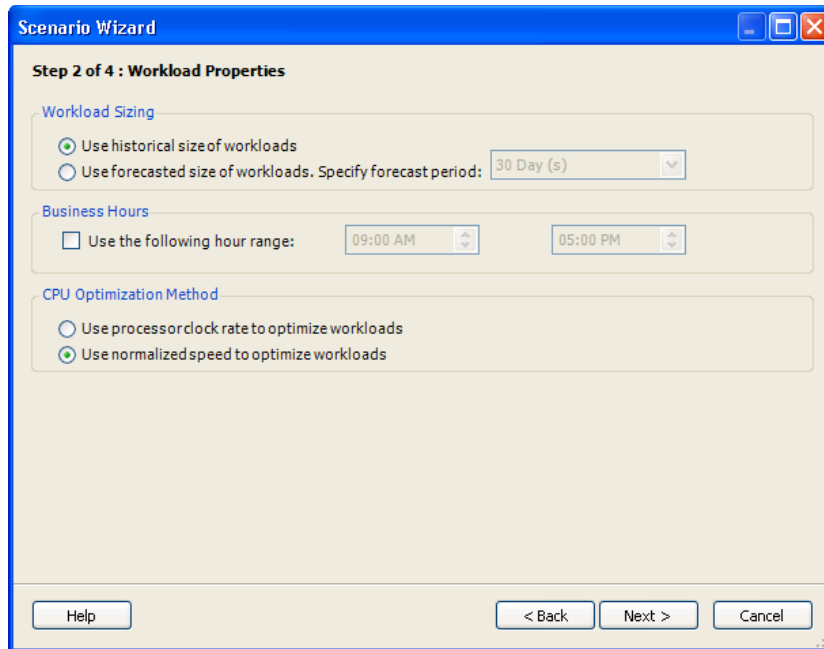 Scenario Wizard
Step 2 of 4 : Workload Properties
Workload Sizing
Use historical size of workloads
Use forecasted size of workloads. Specify forecast period: 30 Day (s)
Business Hours
Use the following hour range: 09:00 AM 05:00 PM
CPU Optimization Method
Use processor clock rate to optimize workloads
Use normalized speed to optimize workloads
Help < Back Next > Cancel